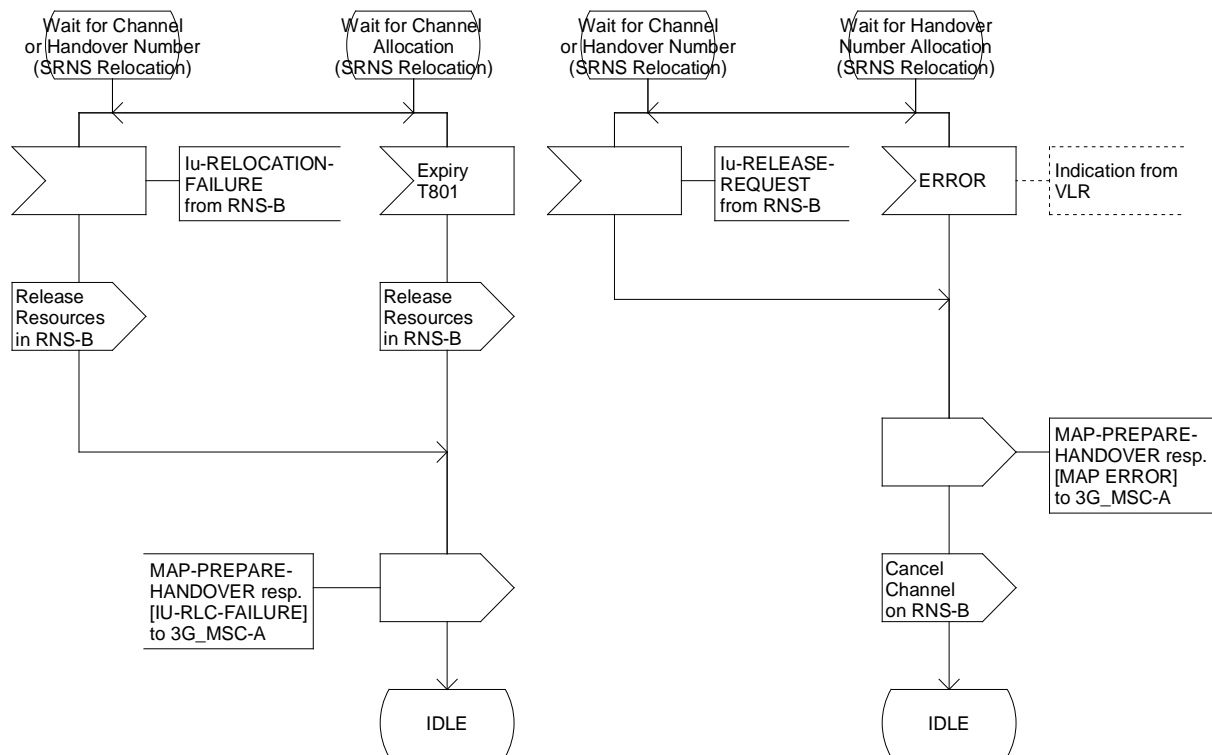 Wait for Channel
or Handover Number
(SRNS Relocation)
Wait for Channel
Allocation
(SRNS Relocation)
Wait for Channel
or Handover Number
(SRNS Relocation)
Wait for Handover
Number Allocation
(SRNS Relocation)
Iu-RELOCATION-
FAILURE
from RNS-B
Expiry
T801
Iu-RELEASE-
REQUEST
from RNS-B
ERROR
Indication from
VLR
Release
Resources
in RNS-B
Release
Resources
in RNS-B
MAP-PREPARE-
HANDOVER resp.
[MAP ERROR]
to 3G_MSC-A
MAP-PREPARE-
HANDOVER resp.
[IU-RLC-FAILURE]
to 3G_MSC-A
Cancel
Channel
on RNS-B
IDLE
IDLE